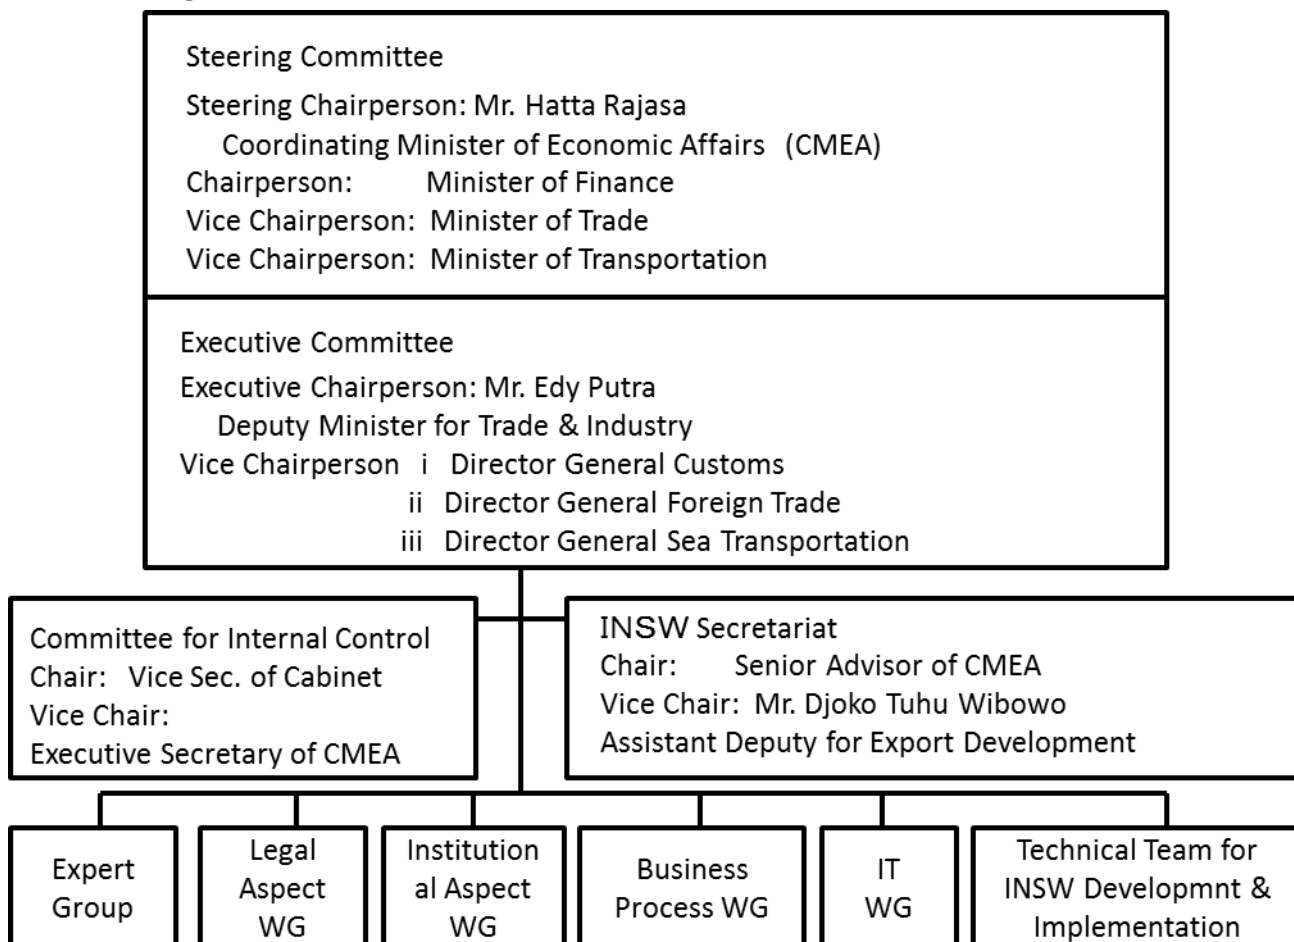 Steering Committee
Steering Chairperson: Mr. Hatta Rajasa
Coordinating Minister of Economic Affairs (CMEA)
Chairperson: Minister of Finance
Vice Chairperson: Minister of Trade
Vice Chairperson: Minister of Transportation
Executive Committee
Executive Chairperson: Mr. Edy Putra
Deputy Minister for Trade & Industry
Vice Chairperson i Director General Customs
ii Director General Foreign Trade
iii Director General Sea Transportation
Committee for Internal Control
Chair: Vice Sec. of Cabinet
Vice Chair:
Executive Secretary of CMEA
INSW Secretariat
Chair: Senior Advisor of CMEA
Vice Chair: Mr. Djoko Tuhu Wibowo
Assistant Deputy for Export Development
Expert
Group
Legal
Aspect
WG
Institution
al Aspect
WG
Business
Process WG
IT
WG
Technical Team for
INSW Developmnt &
Implementation